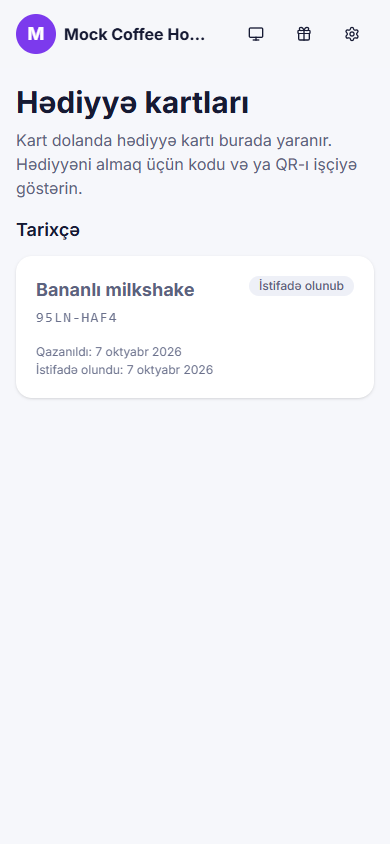 M
Mock Coffee Ho...
Hədiyyə kartları
Kart dolanda hədiyyə kartı burada yaranır.
Hədiyyəni almaq üçün kodu və ya QR-ı işçiyə
göstərin.
Tarixçə
Bananlı milkshake
İstifadə olunub
95LN-HAF4
Qazanıldı: 7 oktyabr 2026
İstifadə olundu: 7 oktyabr 2026